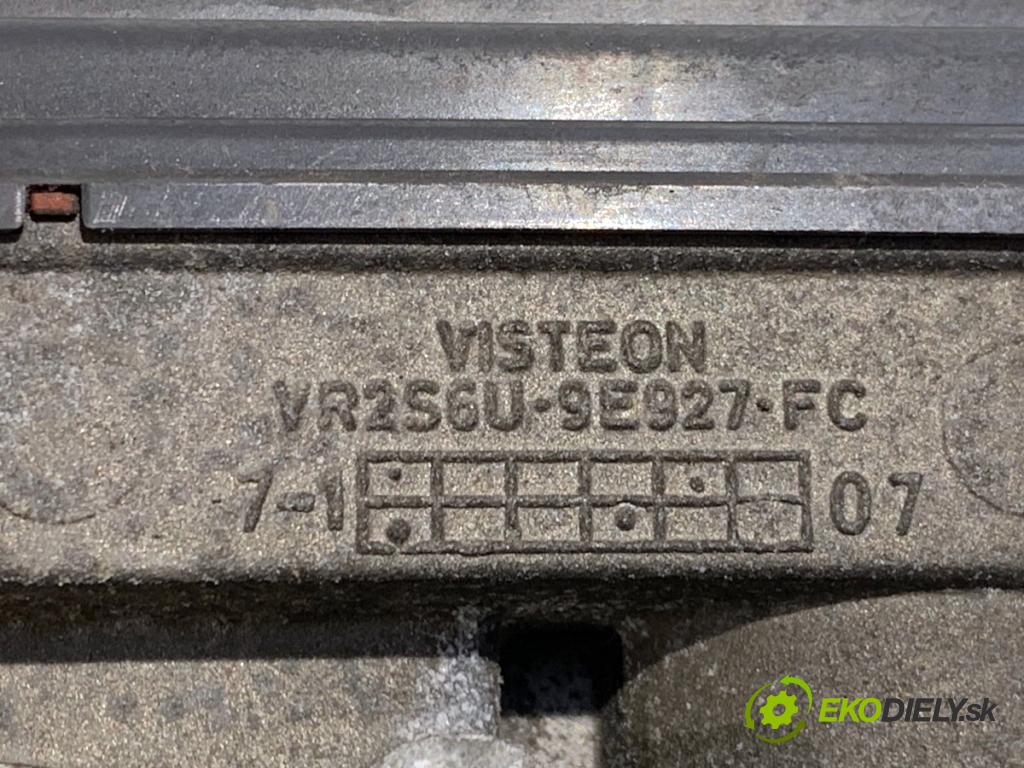 VISTEON
VR2S6U-9E927-FC
7-1 07
EKODIELY.sk